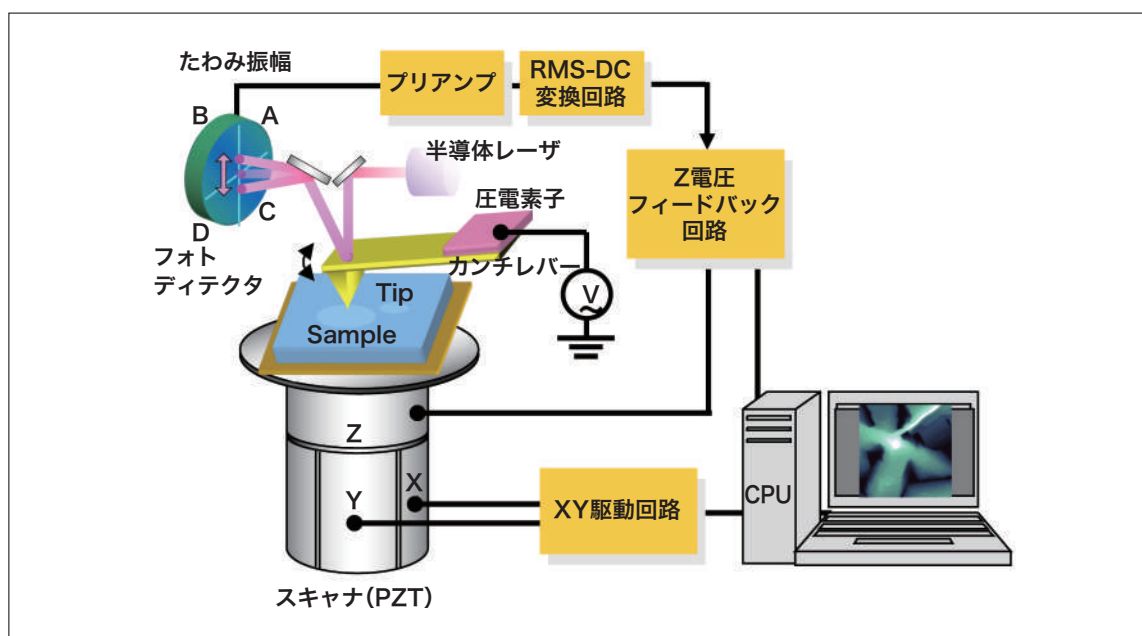 たわみ振幅
プリアンプ
RMS-DC
変換回路
B
A
半導体レーザ
Z電圧
フィードバック
回路
圧電素子
C
D
フォト
ディテクタ
カンチレバー
V
Tip
Sample
Z
X
Y
XY駆動回路
CPU
スキャナ(PZT)